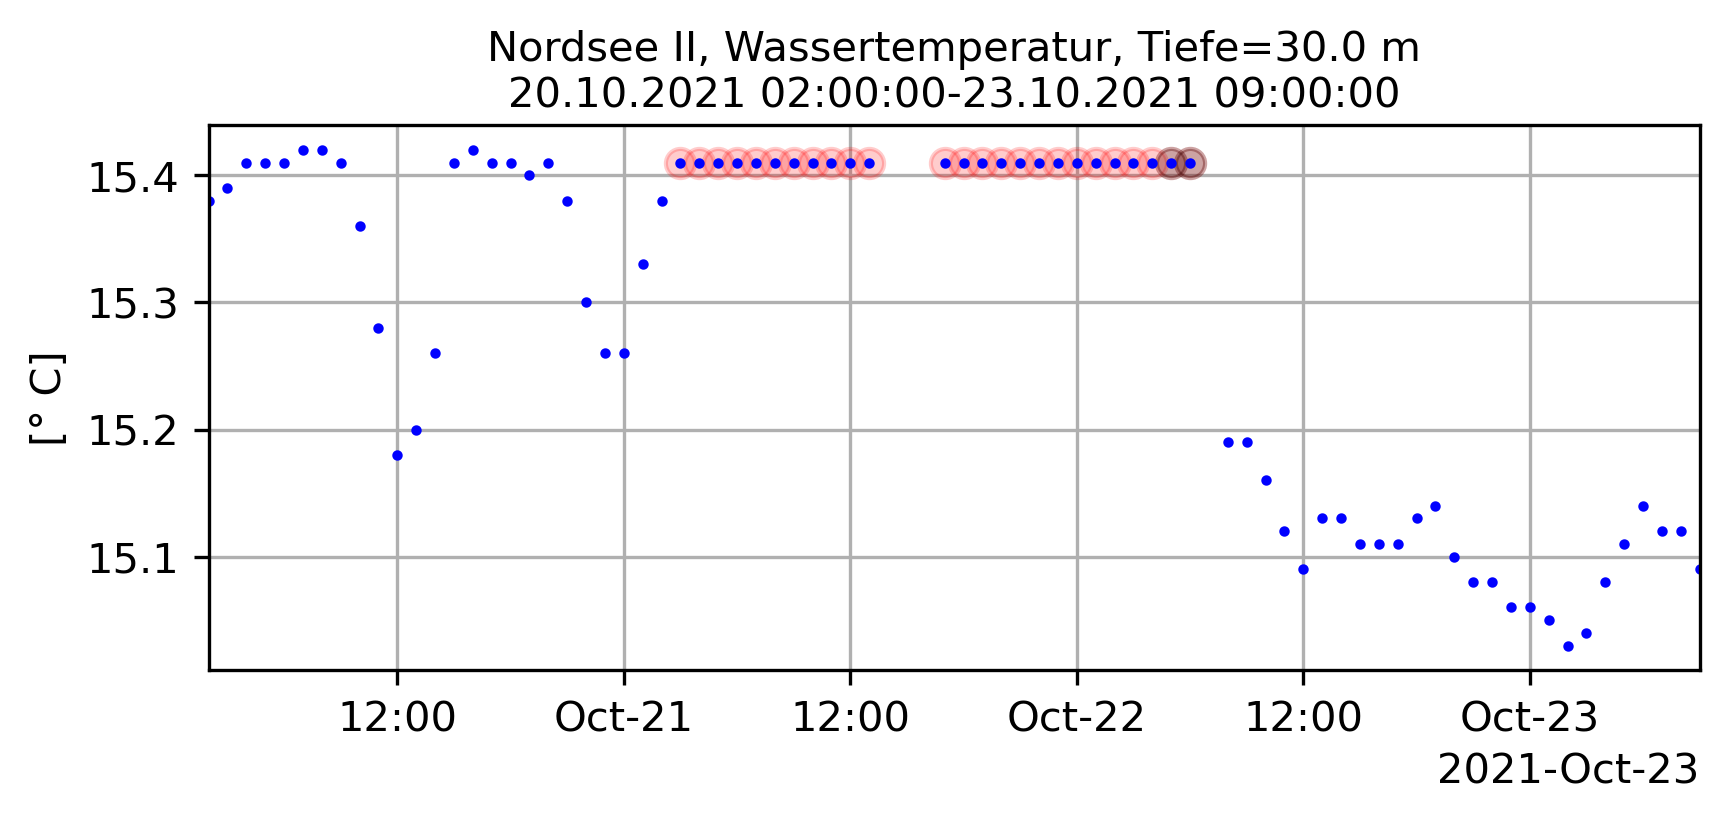 Nordsee II, Wassertemperatur, Tiefe=30.0 m
20.10.2021 02:00:00-23.10.2021 09:00:00
15.4
15.3
15.2
15.1
[° C]
12:00 Oct-21 12:00 Oct-22 12:00 Oct-23
2021-Oct-23